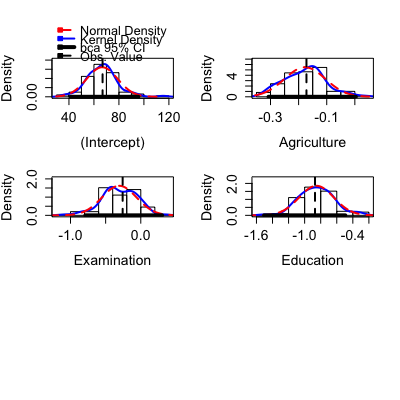 Normal Density
Kernel Density
bca 95% CI
Obs. Value
Density
0.00
40 80 120
(Intercept)
Density
4
0
-0.3 -0.1
Agriculture
Density
2.0
0.0
-1.0 0.0
Examination
Density
2.0
0.0
-1.6 -1.0 -0.4
Education